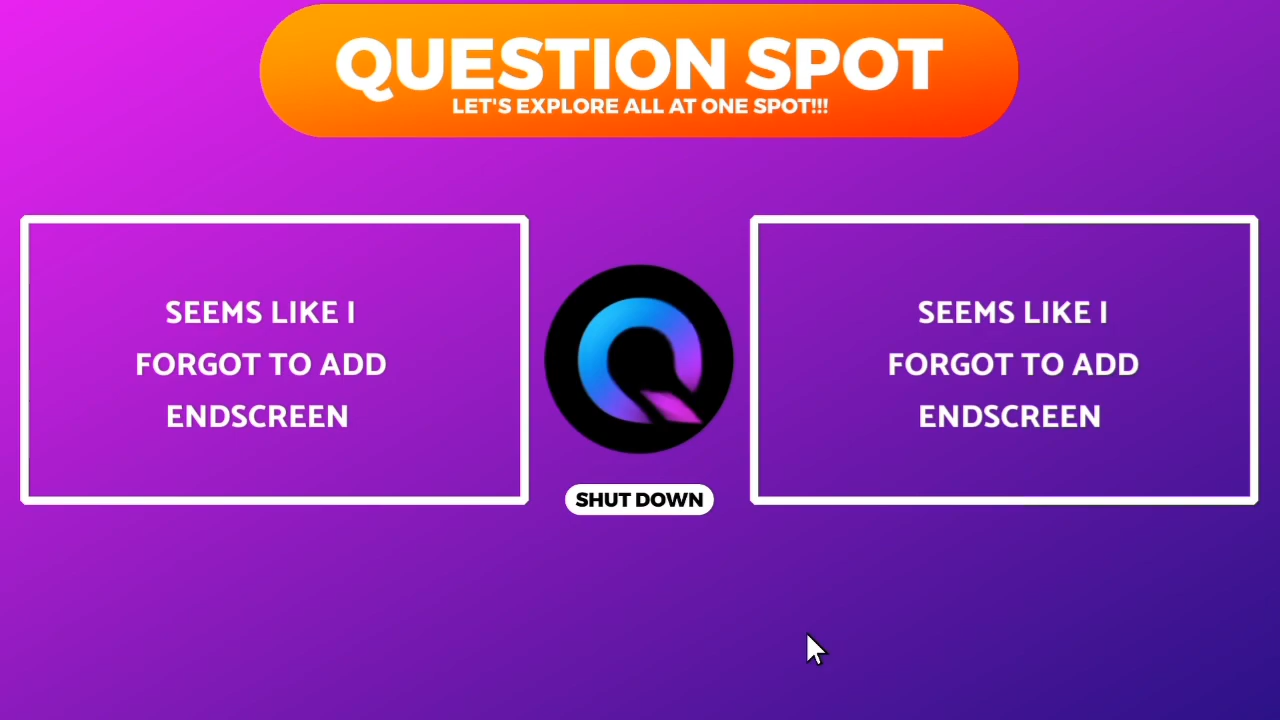 QUESTION SPOT
LET'S EXPLORE ALL AT ONE SPOT!!!
SEEMS LIKE I
FORGOT TO ADD
ENDSCREEN
SHUT DOWN
SEEMS LIKE I
FORGOT TO ADD
ENDSCREEN